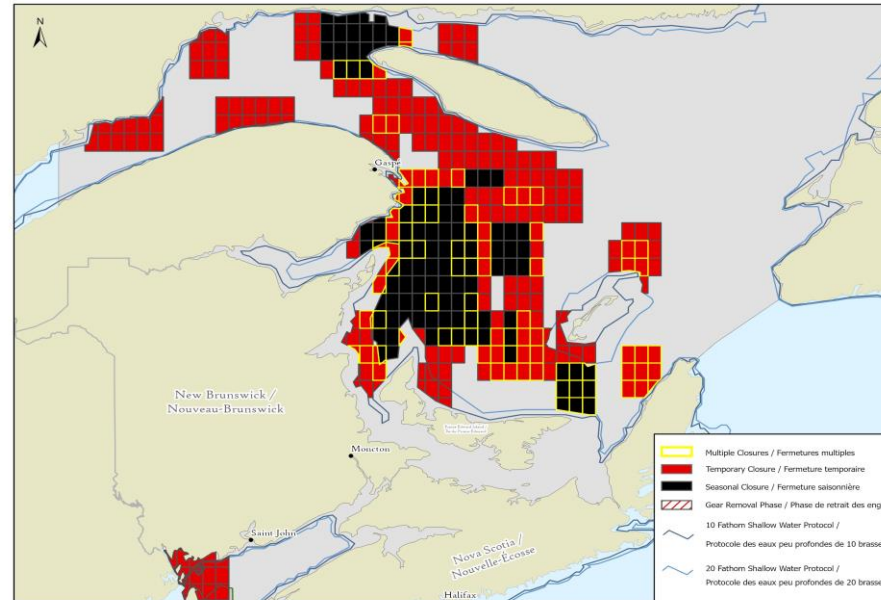 N
Gaspé
New Brunswick /
Nouveau-Brunswick
Moncton
Saint John
Nova Scotia /
Nouvelle-Écosse
Halifax
Multiple Closures / Fermetures multiples
Temporary Closure / Fermeture temporaire
Seasonal Closure / Fermeture saisonnière
Gear Removal Phase / Phase de retrait des eng
10 Fathom Shallow Water Protocol /
Protocole des eaux peu profondes de 10 brasse
20 Fathom Shallow Water Protocol /
Protocole des eaux peu profondes de 20 brasse